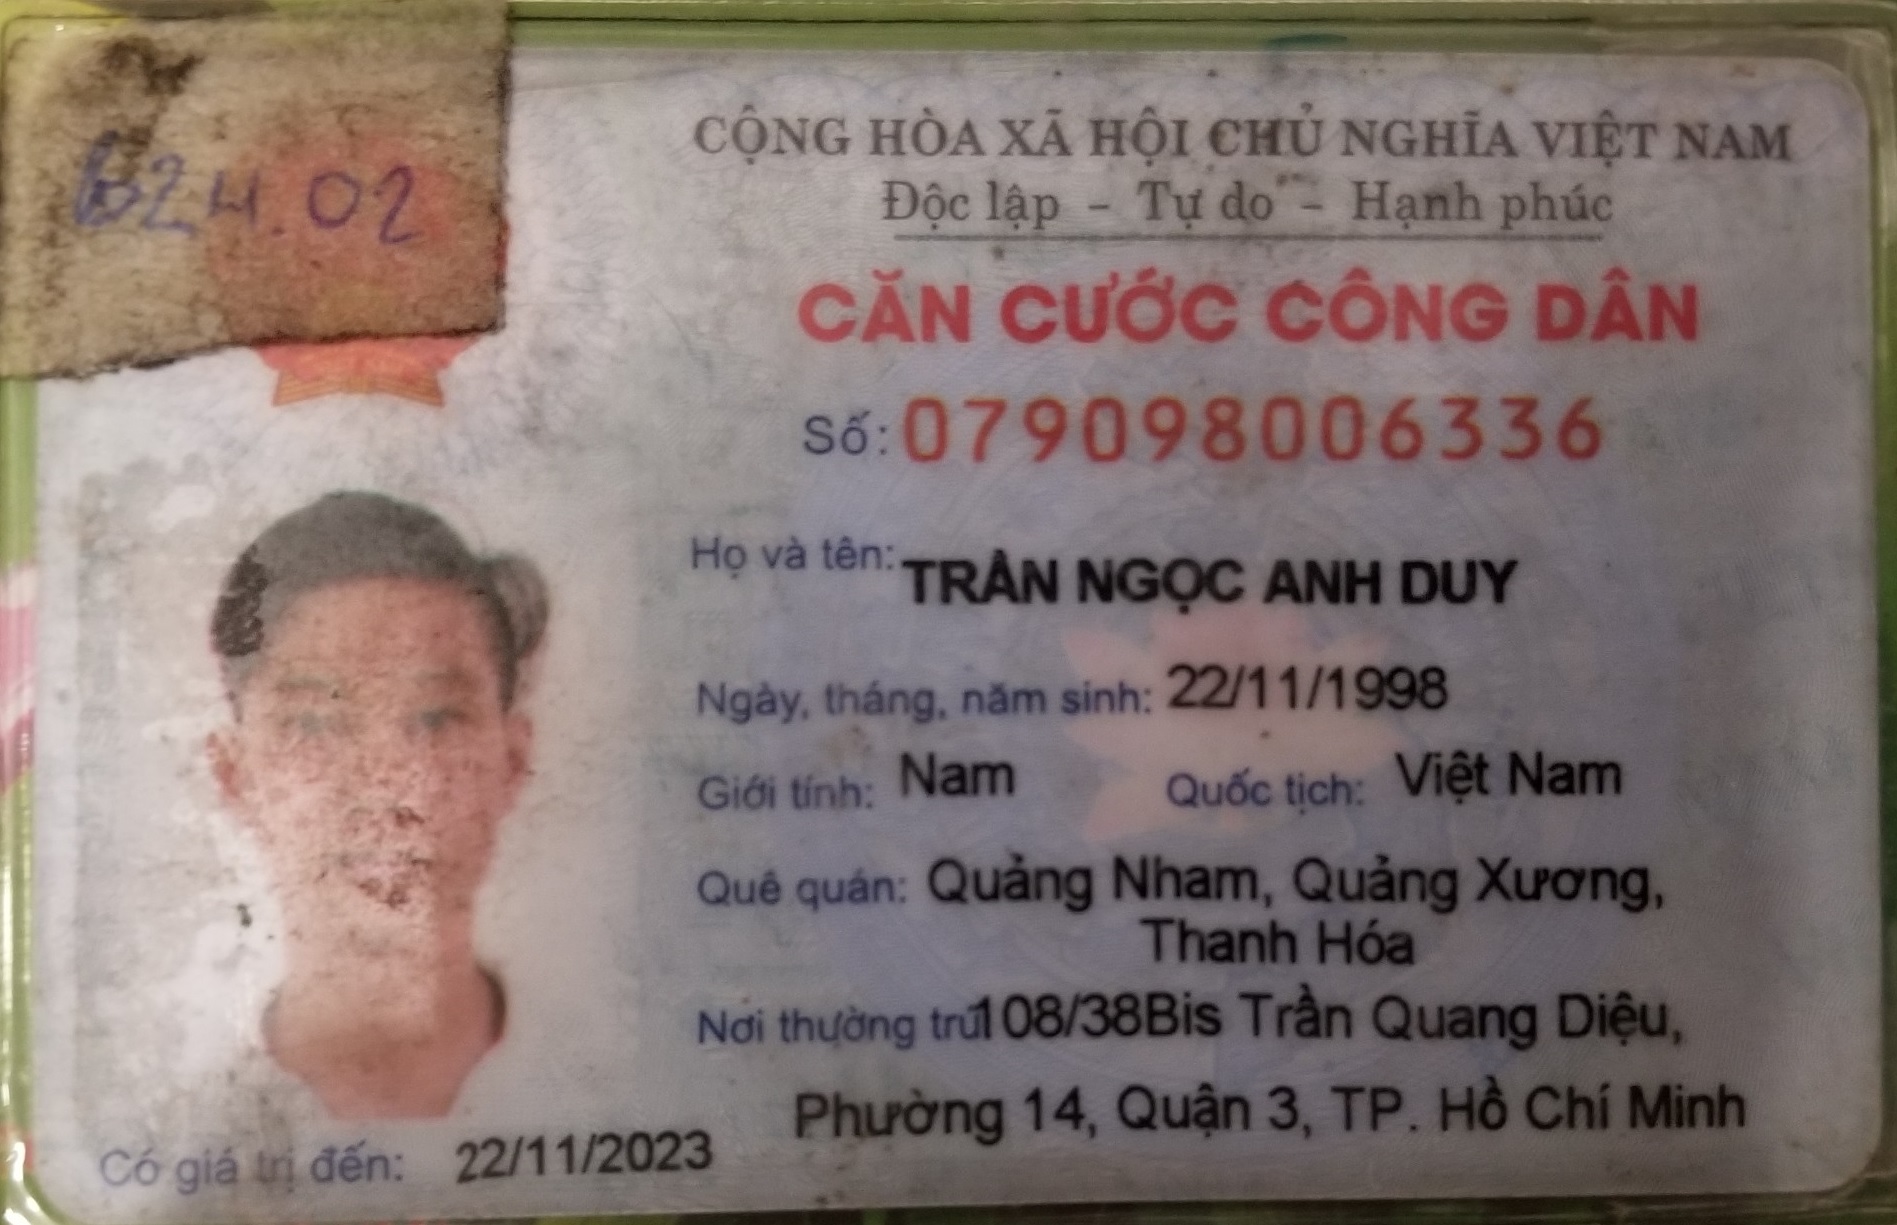 624.02
CỘNG HÒA XÃ HỘI CHỦ NGHĨA VIỆT NAM
Độc lập - Tự do - Hạnh phúc
CĂN CƯỚC CÔNG DÂN
Số: 079098006336
Họ và tên: TRẦN NGỌC ANH DUY
Ngày, tháng, năm sinh: 22/11/1998
Giới tính: Nam Quốc tịch: Việt Nam
Quê quán: Quảng Nham, Quảng Xương,
Thanh Hóa
Nơi thường trú: 108/38Bis Trần Quang Diệu,
Phường 14, Quận 3, TP. Hồ Chí Minh
Có giá trị đến: 22/11/2023